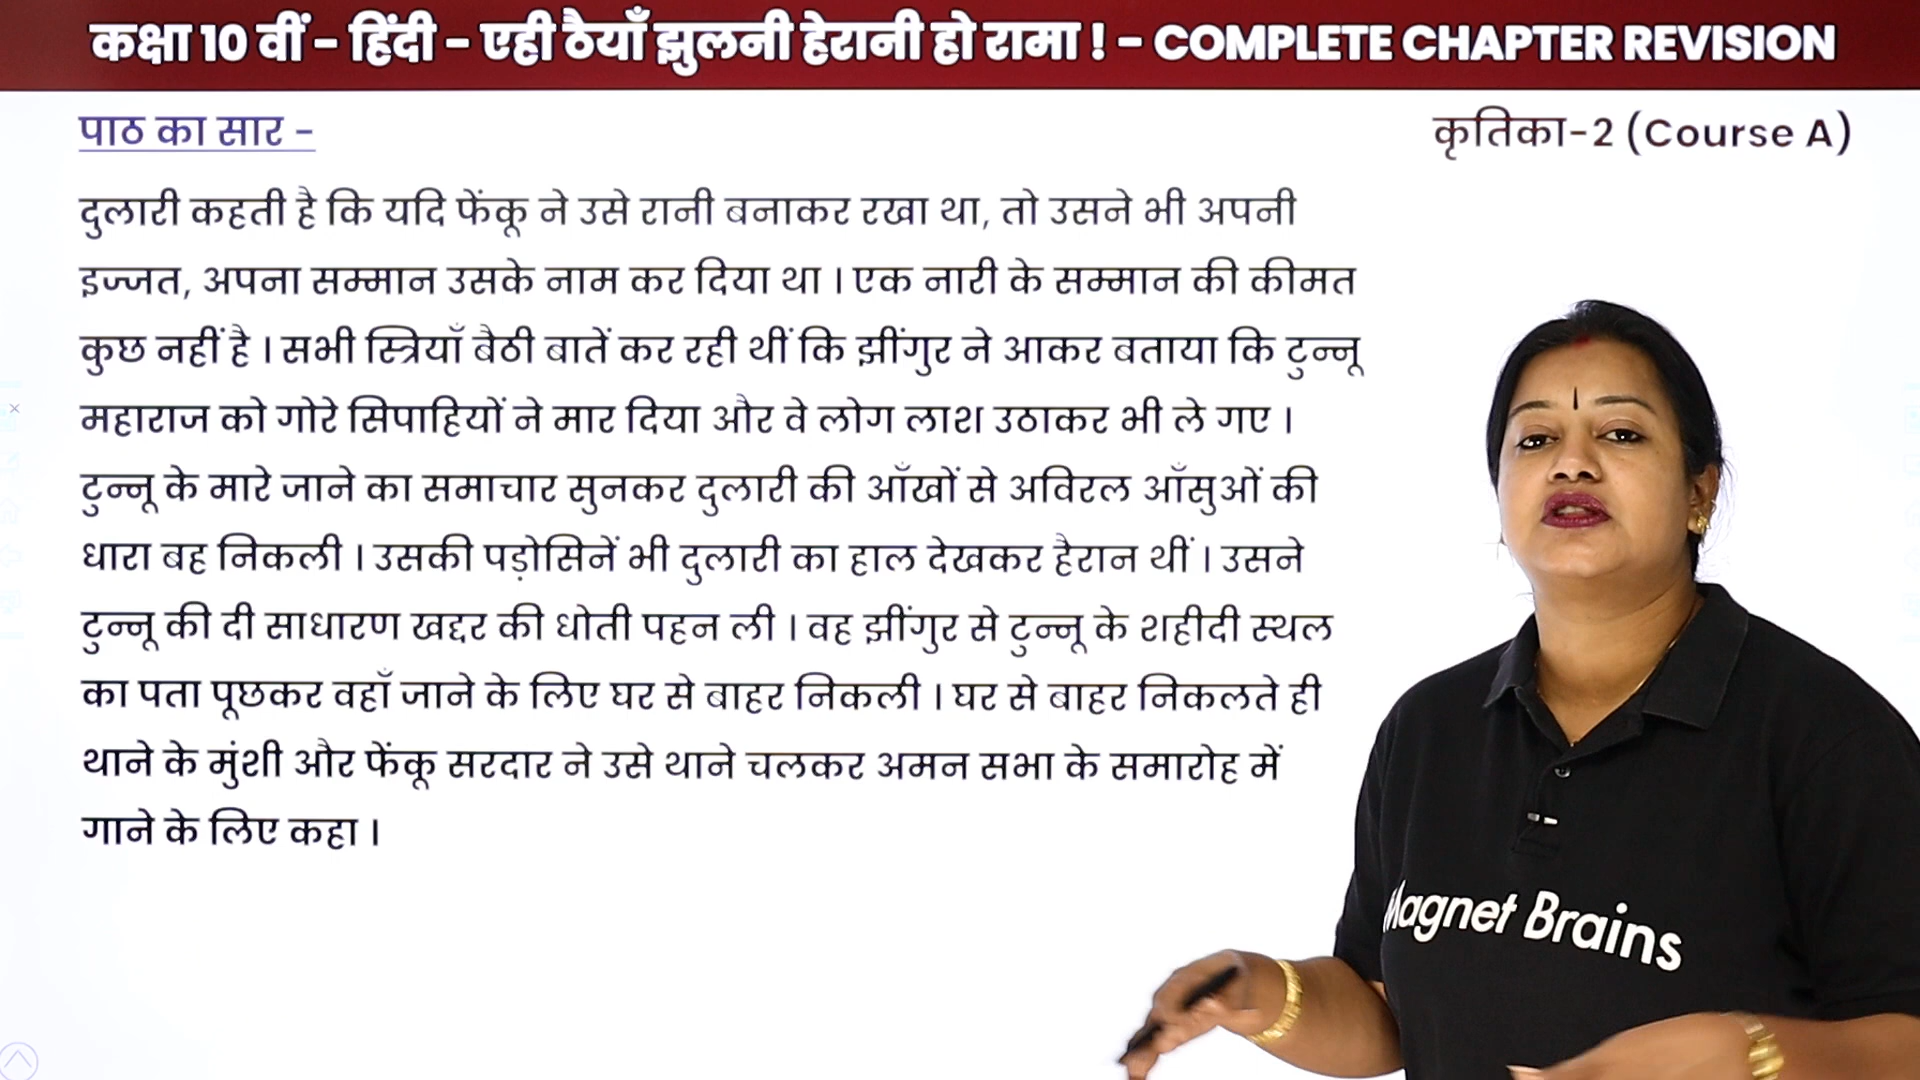 कक्षा 10 वीं - हिंदी - एही ठैयाँ झुलनी हेरानी हो रामा ! - COMPLETE CHAPTER REVISION
पाठ का सार -
कृतिका-2 (Course A)
दुलारी कहती है कि यदि फेंकू ने उसे रानी बनाकर रखा था, तो उसने भी अपनी
इज्जत, अपना सम्मान उसके नाम कर दिया था । एक नारी के सम्मान की कीमत
कुछ नहीं है । सभी स्त्रियाँ बैठी बातें कर रही थीं कि झींगुर ने आकर बताया कि टुन्नू
महाराज को गोरे सिपाहियों ने मार दिया और वे लोग लाश उठाकर भी ले गए ।
टुन्नू के मारे जाने का समाचार सुनकर दुलारी की आँखों से अविरल आँसुओं की
धारा बह निकली । उसकी पड़ोसिनें भी दुलारी का हाल देखकर हैरान थीं । उसने
टुन्नू की दी साधारण खद्दर की धोती पहन ली । वह झींगुर से टुन्नू के शहीदी स्थल
का पता पूछकर वहाँ जाने के लिए घर से बाहर निकली । घर से बाहर निकलते ही
थाने के मुंशी और फेंकू सरदार ने उसे थाने चलकर अमन सभा के समारोह में
गाने के लिए कहा ।
Magnet Brains